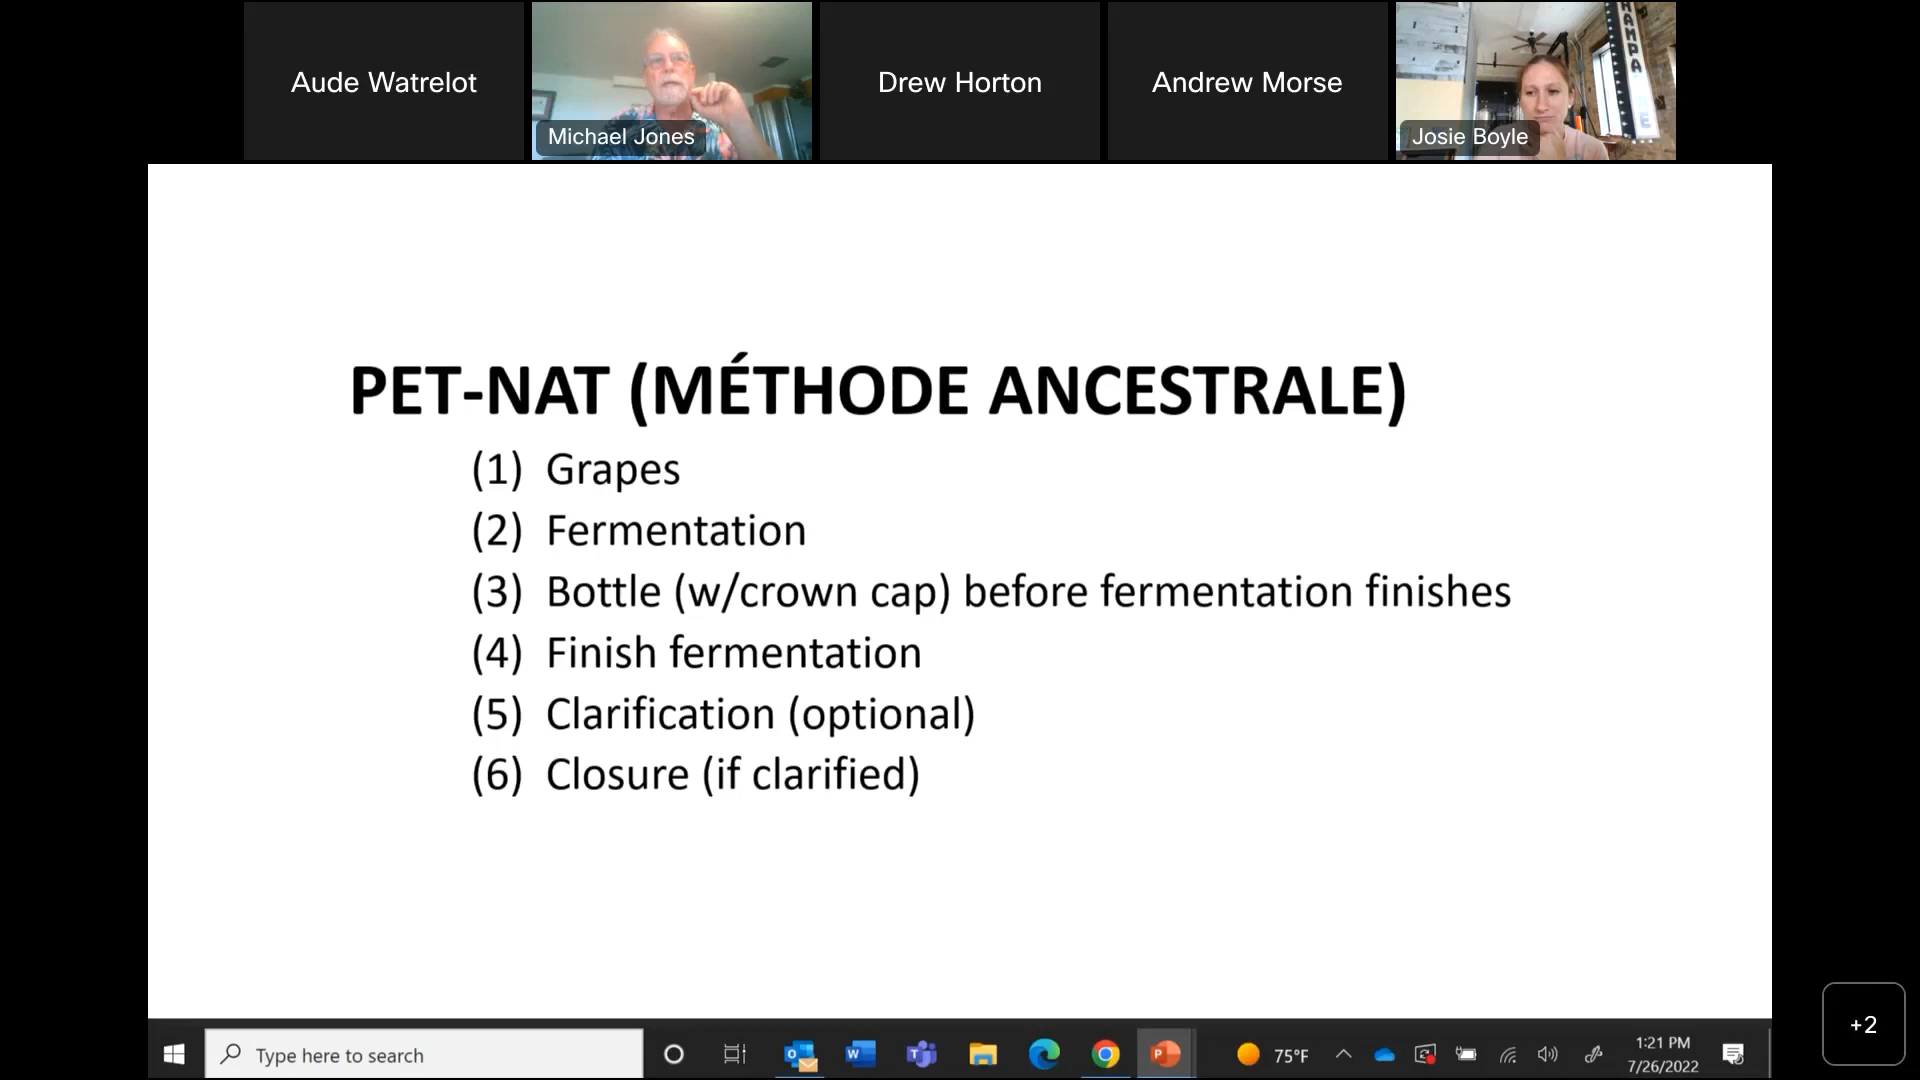 Aude Watrelot
Michael Jones
Drew Horton
Andrew Morse
Josie Boyle
HAMPA
NE
PET-NAT (MÉTHODE ANCESTRALE)
(1) Grapes
(2) Fermentation
(3) Bottle (w/crown cap) before fermentation finishes
(4) Finish fermentation
(5) Clarification (optional)
(6) Closure (if clarified)
Type here to search
75°F
1:21 PM
7/26/2022
+2